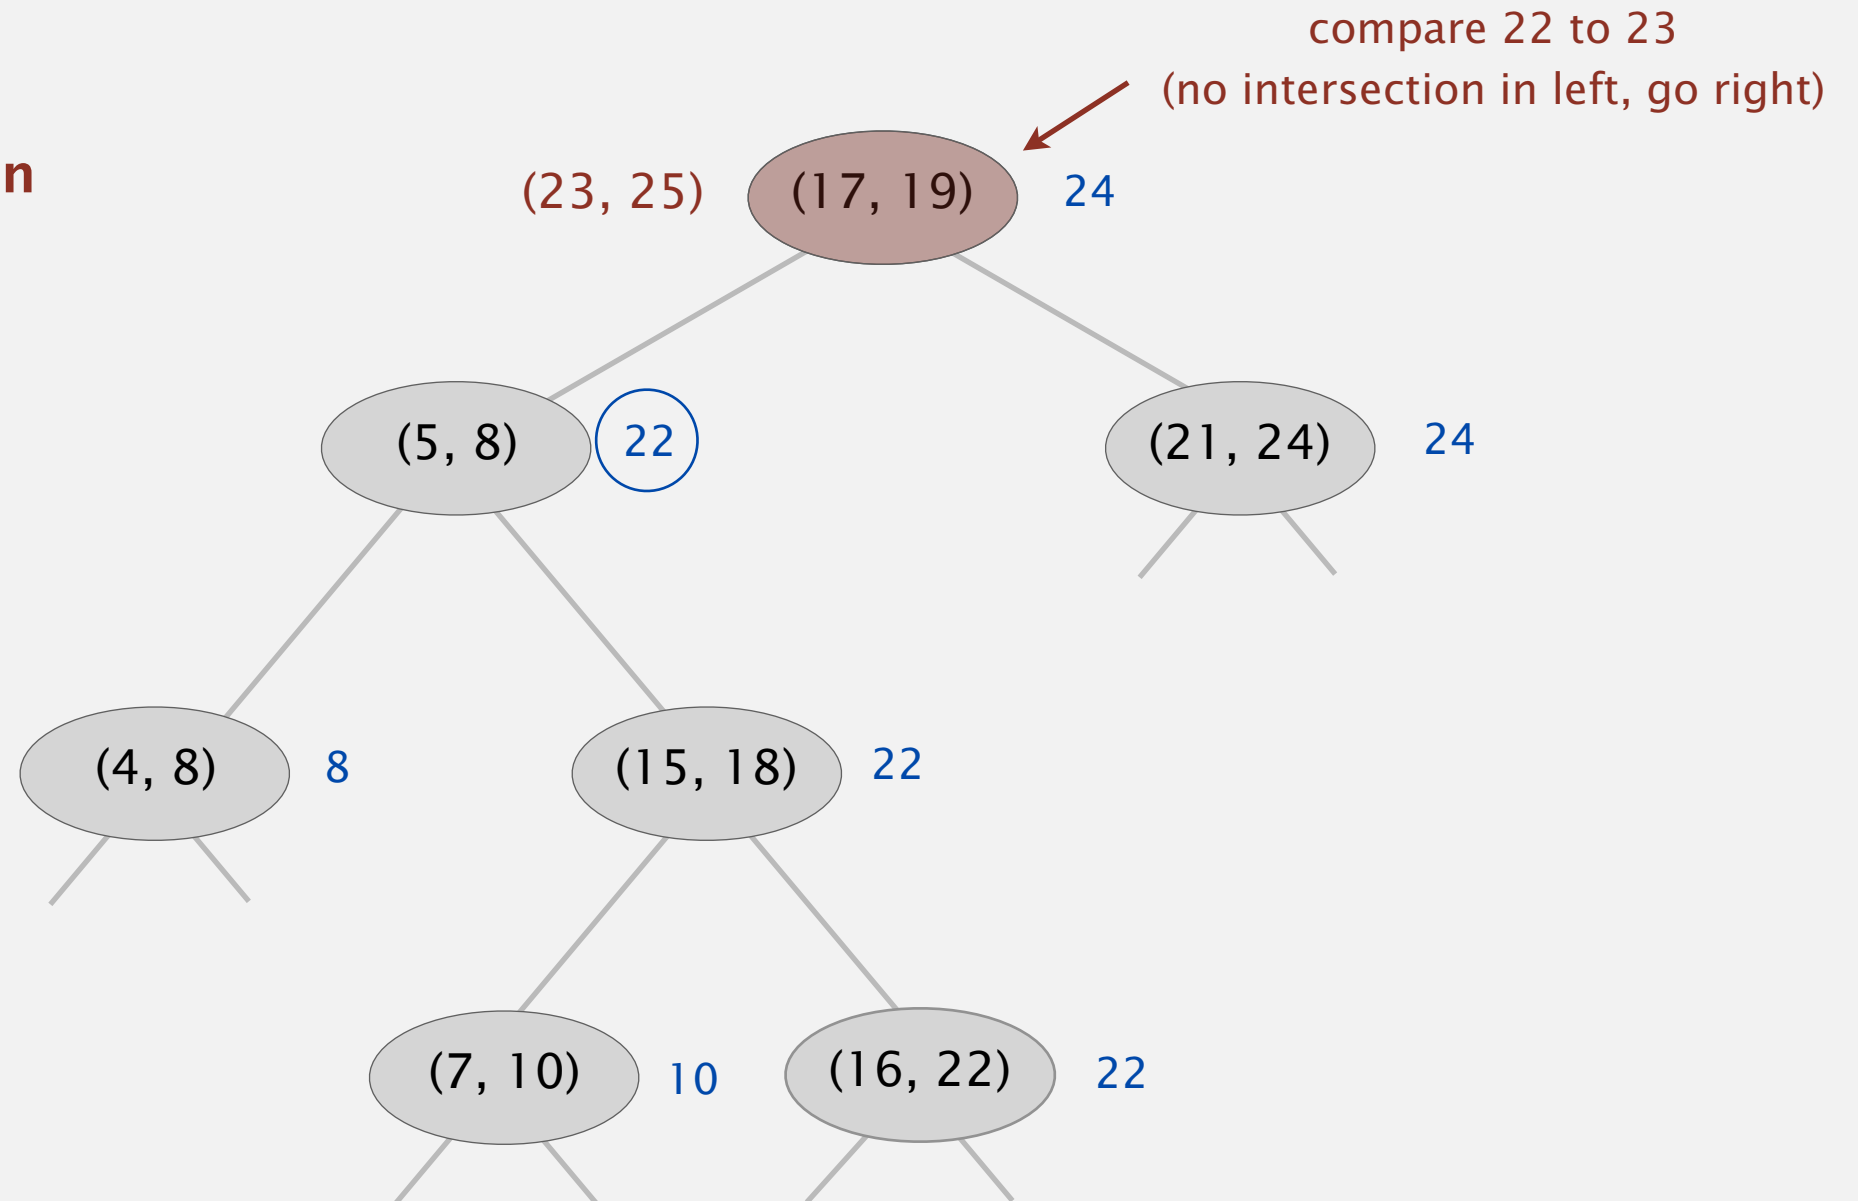 compare 22 to 23
(no intersection in left, go right)
n
(23, 25) (17, 19) 24
(5, 8) 22 (21, 24) 24
(4, 8) 8 (15, 18) 22
(7, 10) 10 (16, 22) 22